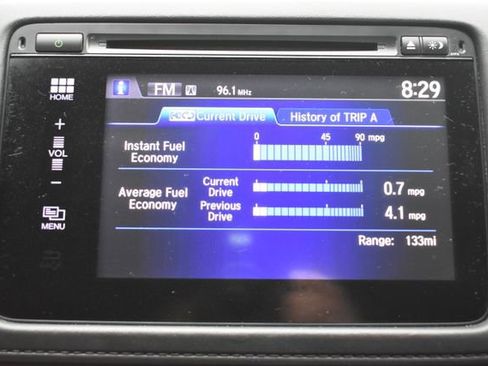 FM 96.1 MHz 8:29
HOME
Current Drive History of TRIP A
+
VOL
−
MENU
0 45 90 mpg
Instant Fuel
Economy
Average Fuel
Economy
Current
Drive
0.7 mpg
Previous
Drive
4.1 mpg
Range: 133mi